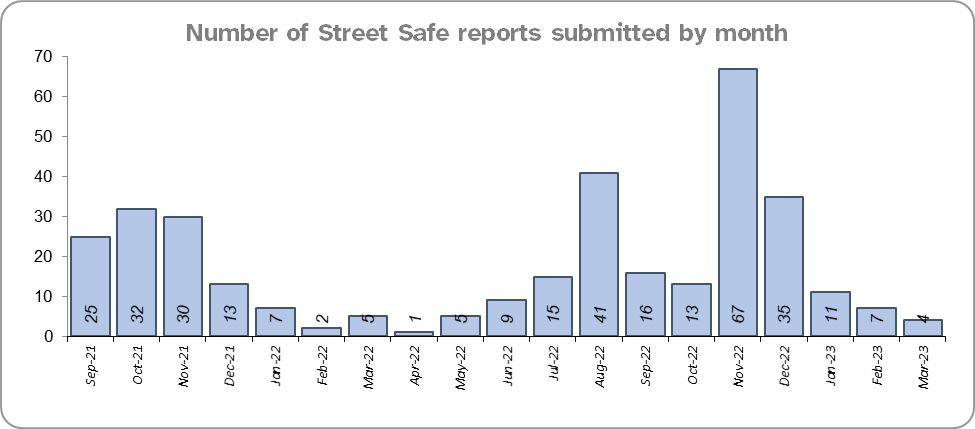 Number of Street Safe reports submitted by month
70
60
50
40
30
20
10
0
25 32 30 13 7 2 5 1 5 9 15 41 16 13 67 35 11 7 4
Sep-21 Oct-21 Nov-21 Dec-21 Jan-22 Feb-22 Mar-22 Apr-22 May-22 Jun-22 Jul-22 Aug-22 Sep-22 Oct-22 Nov-22 Dec-22 Jan-23 Feb-23 Mar-23